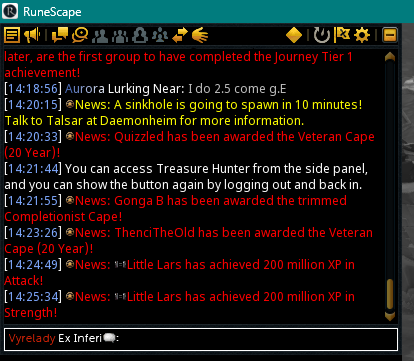 RuneScape
later, are the first group to have completed the Journey Tier 1
achievement!
[14:18:56] Aurora Lurking Near: I do 2.5 come g.E
[14:20:15] News: A sinkhole is going to spawn in 10 minutes!
Talk to Talsar at Daemonheim for more information.
[14:20:33] News: Quizzled has been awarded the Veteran Cape
(20 Year)!
[14:21:44] You can access Treasure Hunter from the side panel,
and you can show the button again by logging out and back in.
[14:21:55] News: Gonga B has been awarded the trimmed
Completionist Cape!
[14:23:26] News: ThenciTheOld has been awarded the Veteran
Cape (20 Year)!
[14:24:49] News: Little Lars has achieved 200 million XP in
Attack!
[14:25:34] News: Little Lars has achieved 200 million XP in
Strength!
Vyrelady Ex Inferi: